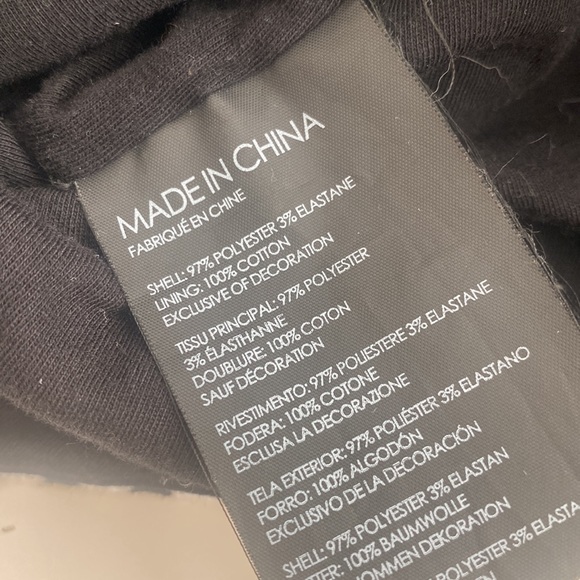 MADE IN CHINA
FABRIQUÉ EN CHINE
SHELL: 97% POLYESTER 3% ELASTANE
LINING: 100% COTTON
EXCLUSIVE OF DECORATION
TISSU PRINCIPAL: 97% POLYESTER
3% ÉLASTHANNE
DOUBLURE: 100% COTON
SAUF DÉCORATION
RIVESTIMENTO: 97% POLIESTERE 3% ELASTANE
FODERA: 100% COTONE
ESCLUSA LA DECORAZIONE
TELA EXTERIOR: 97% POLIÉSTER 3% ELASTANO
FORRO: 100% ALGODÓN
EXCLUSIVO DE LA DECORACIÓN
SHELL: 97% POLYESTER 3% ELASTAN
100% BAUMWOLLE
DEKORATION
97% POLYESTER 3%